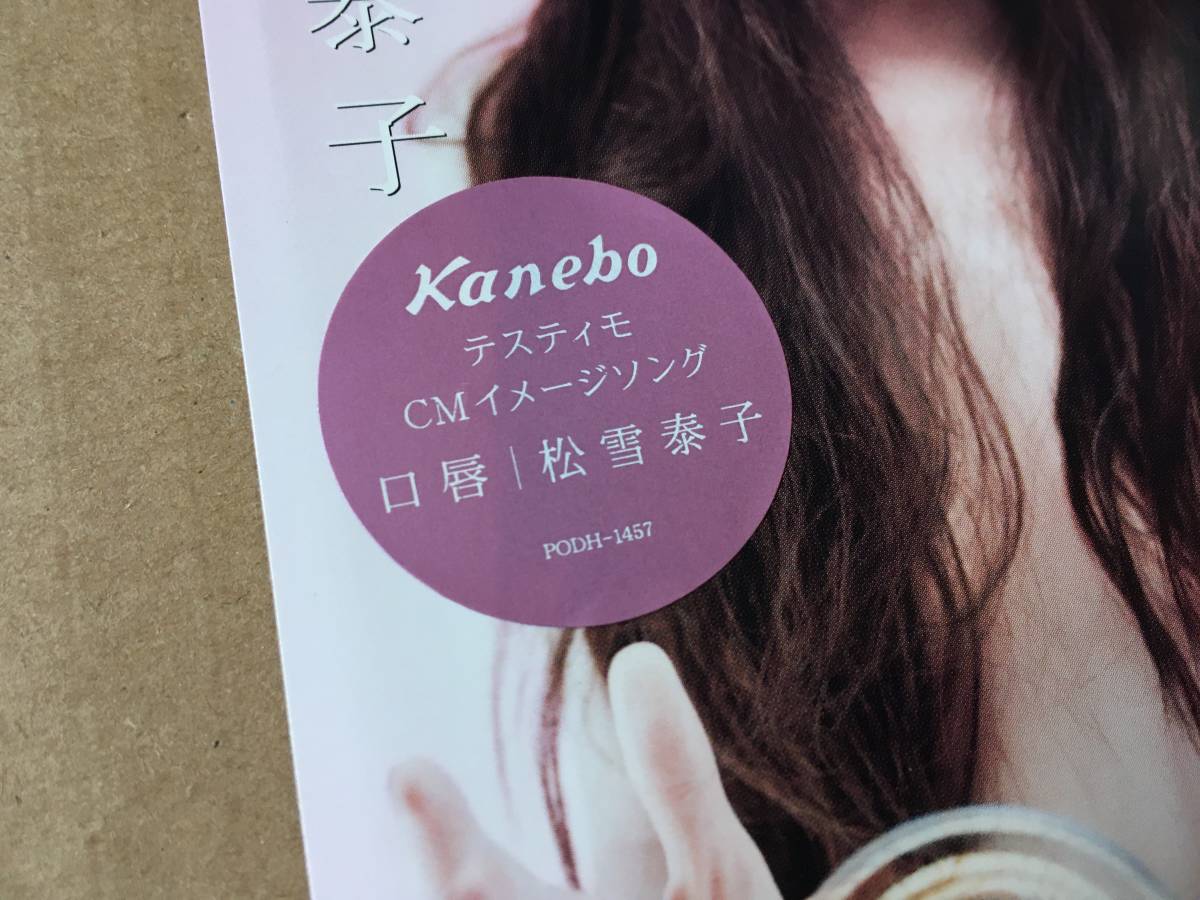 泰
子
Kanebo
テスティモ
CMイメージソング
口唇|松雪泰子
PODH-1457